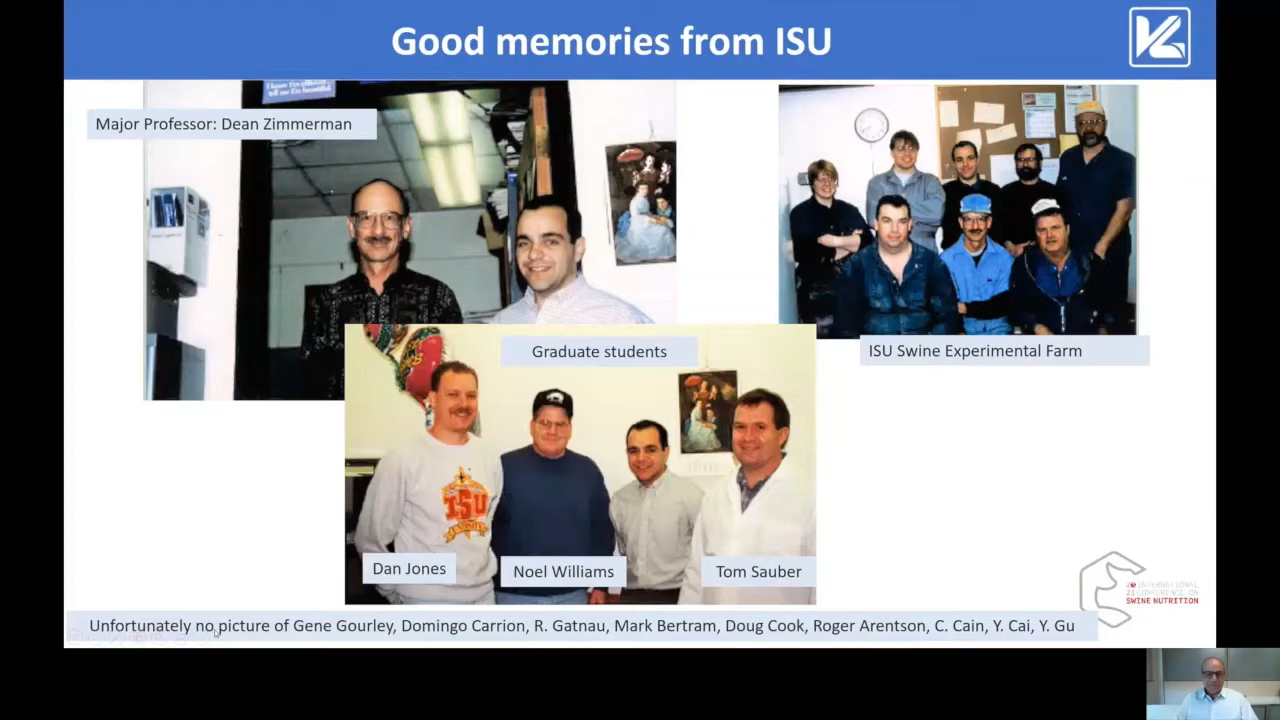 Good memories from ISU
Major Professor: Dean Zimmerman
Graduate students
ISU Swine Experimental Farm
ISU
Dan Jones
Noel Williams
Tom Sauber
Unfortunately no picture of Gene Gourley, Domingo Carrion, R. Gatnau, Mark Bertram, Doug Cook, Roger Arentson, C. Cain, Y. Cai, Y. Gu
INTERNATIONAL
21 CONFERENCE ON
SWINE NUTRITION